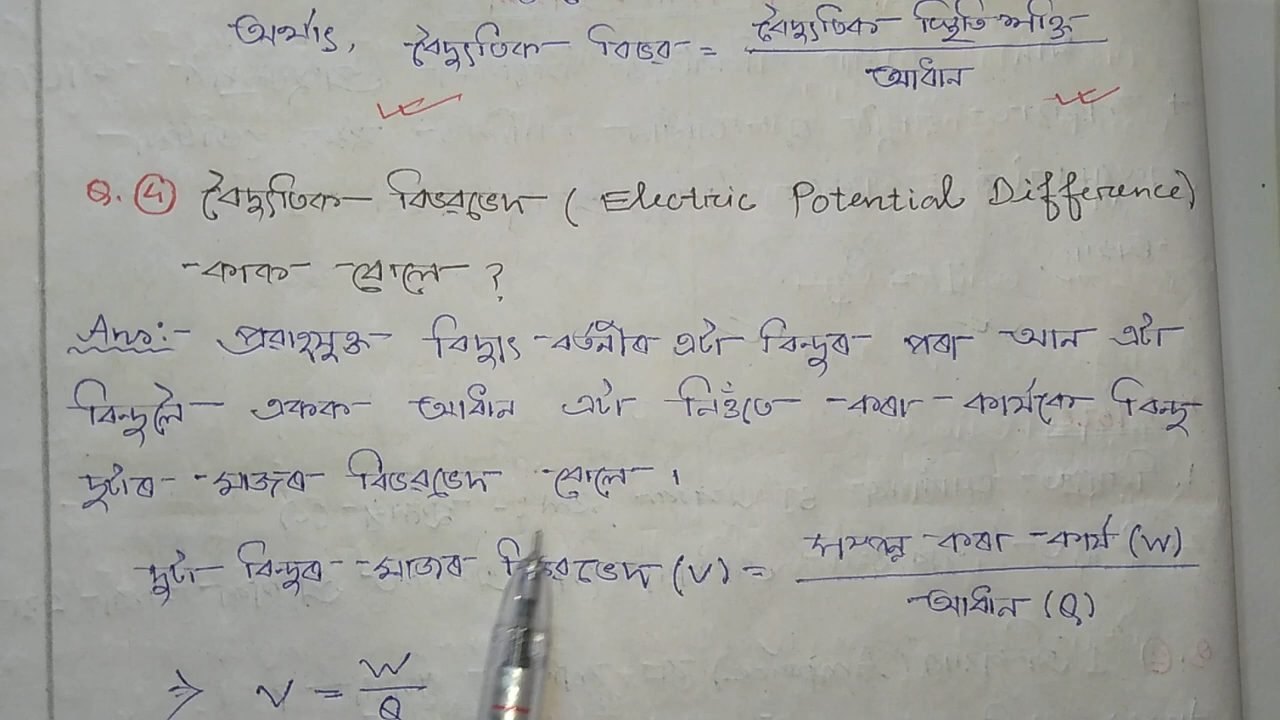 অৰ্থাৎ, বৈদ্যুতিক বিভৱ = বৈদ্যুতিক স্থিতি শক্তি
আধান
Q. ④ বৈদ্যুতিক বিভৱভেদ ( Electric Potential Difference)
কাক বোলে ?
Ans:- প্ৰবাহযুক্ত বিদ্যুৎ বৰ্তনীৰ এটা বিন্দুৰ পৰা আন এটা
বিন্দুলৈ একক আধান এটা নিওঁতে কৰা কাৰ্যকে বিন্দু
দুটাৰ মাজৰ বিভৱভেদ বোলে ।
দুটা বিন্দুৰ মাজৰ বিভৱভেদ (V) = সম্পন্ন কৰা কাৰ্য (W)
আধান (Q)
⇒ V = W
Q